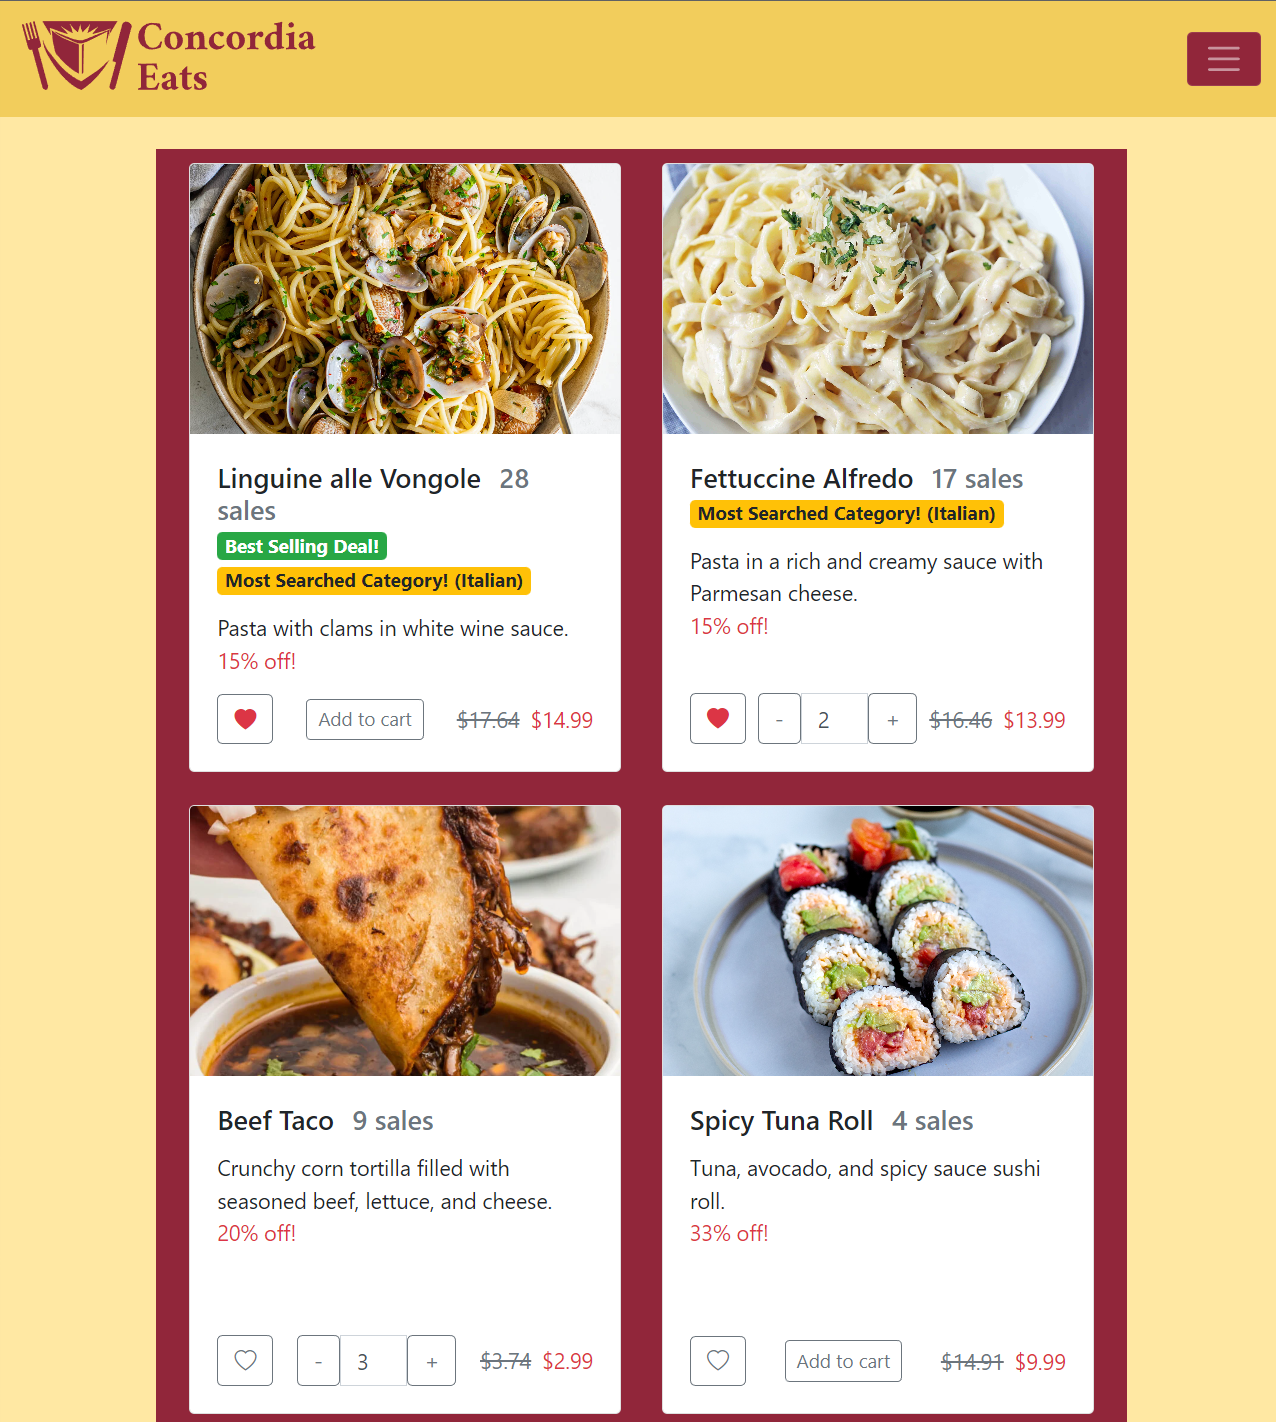 Concordia
Eats
Linguine alle Vongole 28
sales
Best Selling Deal!
Most Searched Category! (Italian)
Pasta with clams in white wine sauce.
15% off!
Add to cart $17.64 $14.99
Fettuccine Alfredo 17 sales
Most Searched Category! (Italian)
Pasta in a rich and creamy sauce with
Parmesan cheese.
15% off!
- 2 + $16.46 $13.99
Beef Taco 9 sales
Crunchy corn tortilla filled with
seasoned beef, lettuce, and cheese.
20% off!
- 3 + $3.74 $2.99
Spicy Tuna Roll 4 sales
Tuna, avocado, and spicy sauce sushi
roll.
33% off!
Add to cart $14.91 $9.99